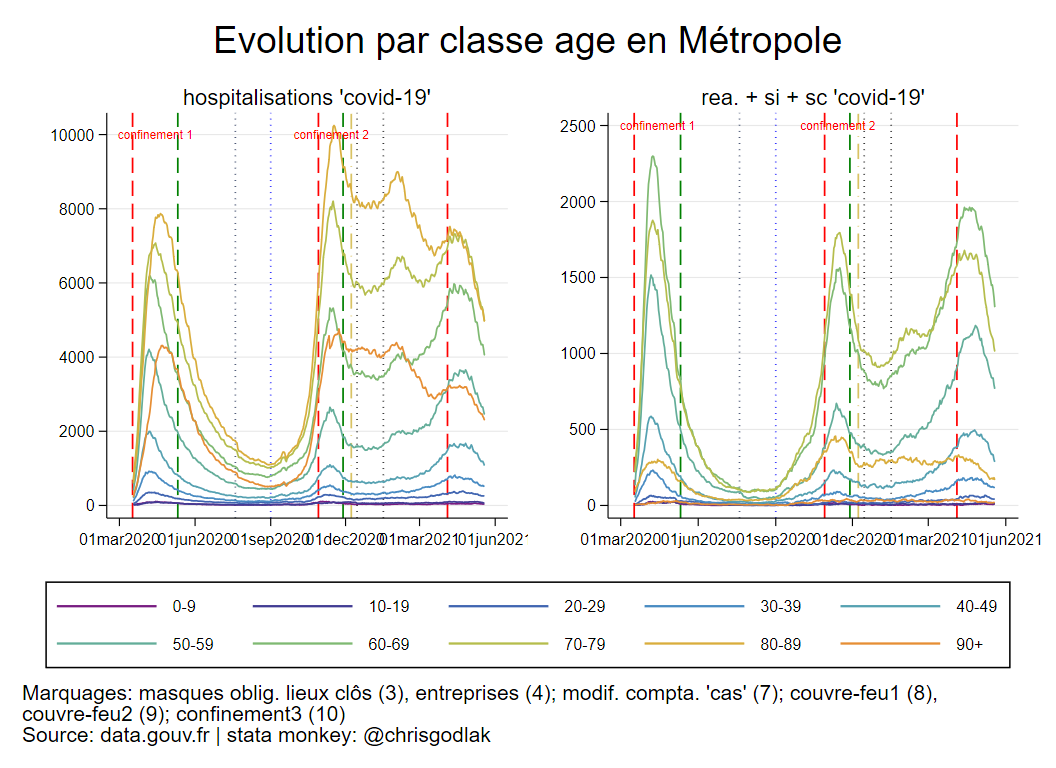 Evolution par classe age en Métropole
hospitalisations 'covid-19'
confinement 1
confinement 2
10000
8000
6000
4000
2000
0
01mar2020
01jun2020
01sep2020
01dec2020
01mar2021
01jun2021
rea. + si + sc 'covid-19'
confinement 1
confinement 2
2500
2000
1500
1000
500
0
01mar2020
01jun2020
01sep2020
01dec2020
01mar2021
01jun2021
0-9
10-19
20-29
30-39
40-49
50-59
60-69
70-79
80-89
90+
Marquages: masques oblig. lieux clôs (3), entreprises (4); modif. compta. 'cas' (7); couvre-feu1 (8),
couvre-feu2 (9); confinement3 (10)
Source: data.gouv.fr | stata monkey: @chrisgodlak